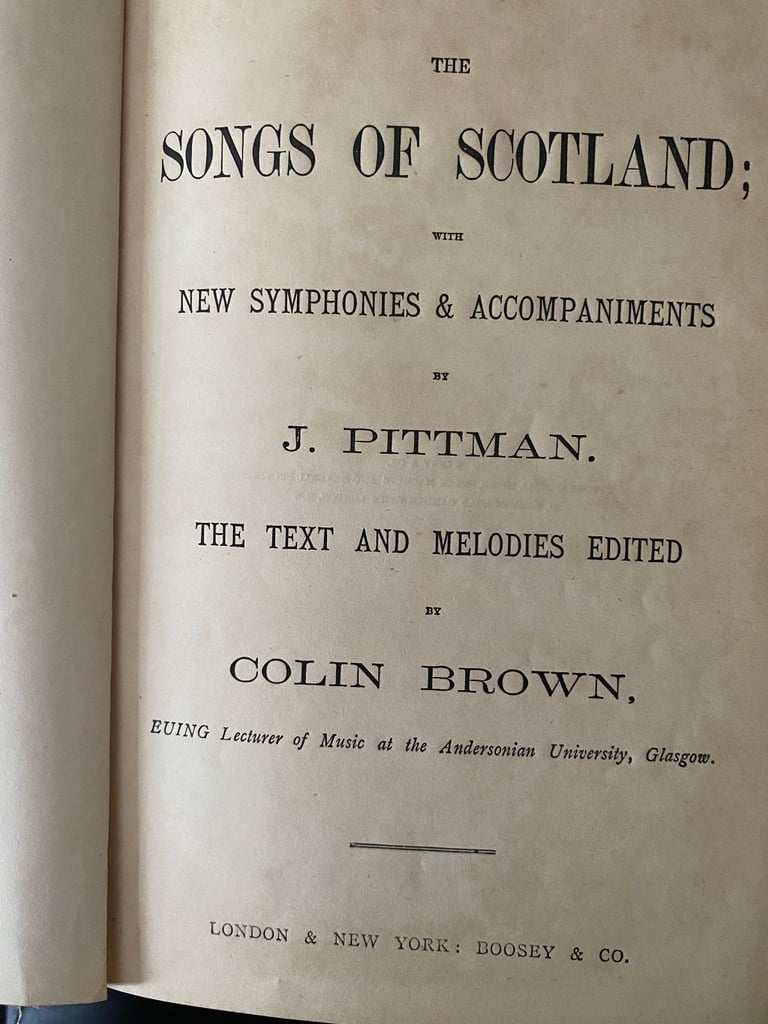 THE
SONGS OF SCOTLAND;
WITH
NEW SYMPHONIES & ACCOMPANIMENTS
BY
J. PITTMAN.
THE TEXT AND MELODIES EDITED
BY
COLIN BROWN,
EUING Lecturer of Music at the Andersonian University, Glasgow.
LONDON & NEW YORK: BOOSEY & CO.